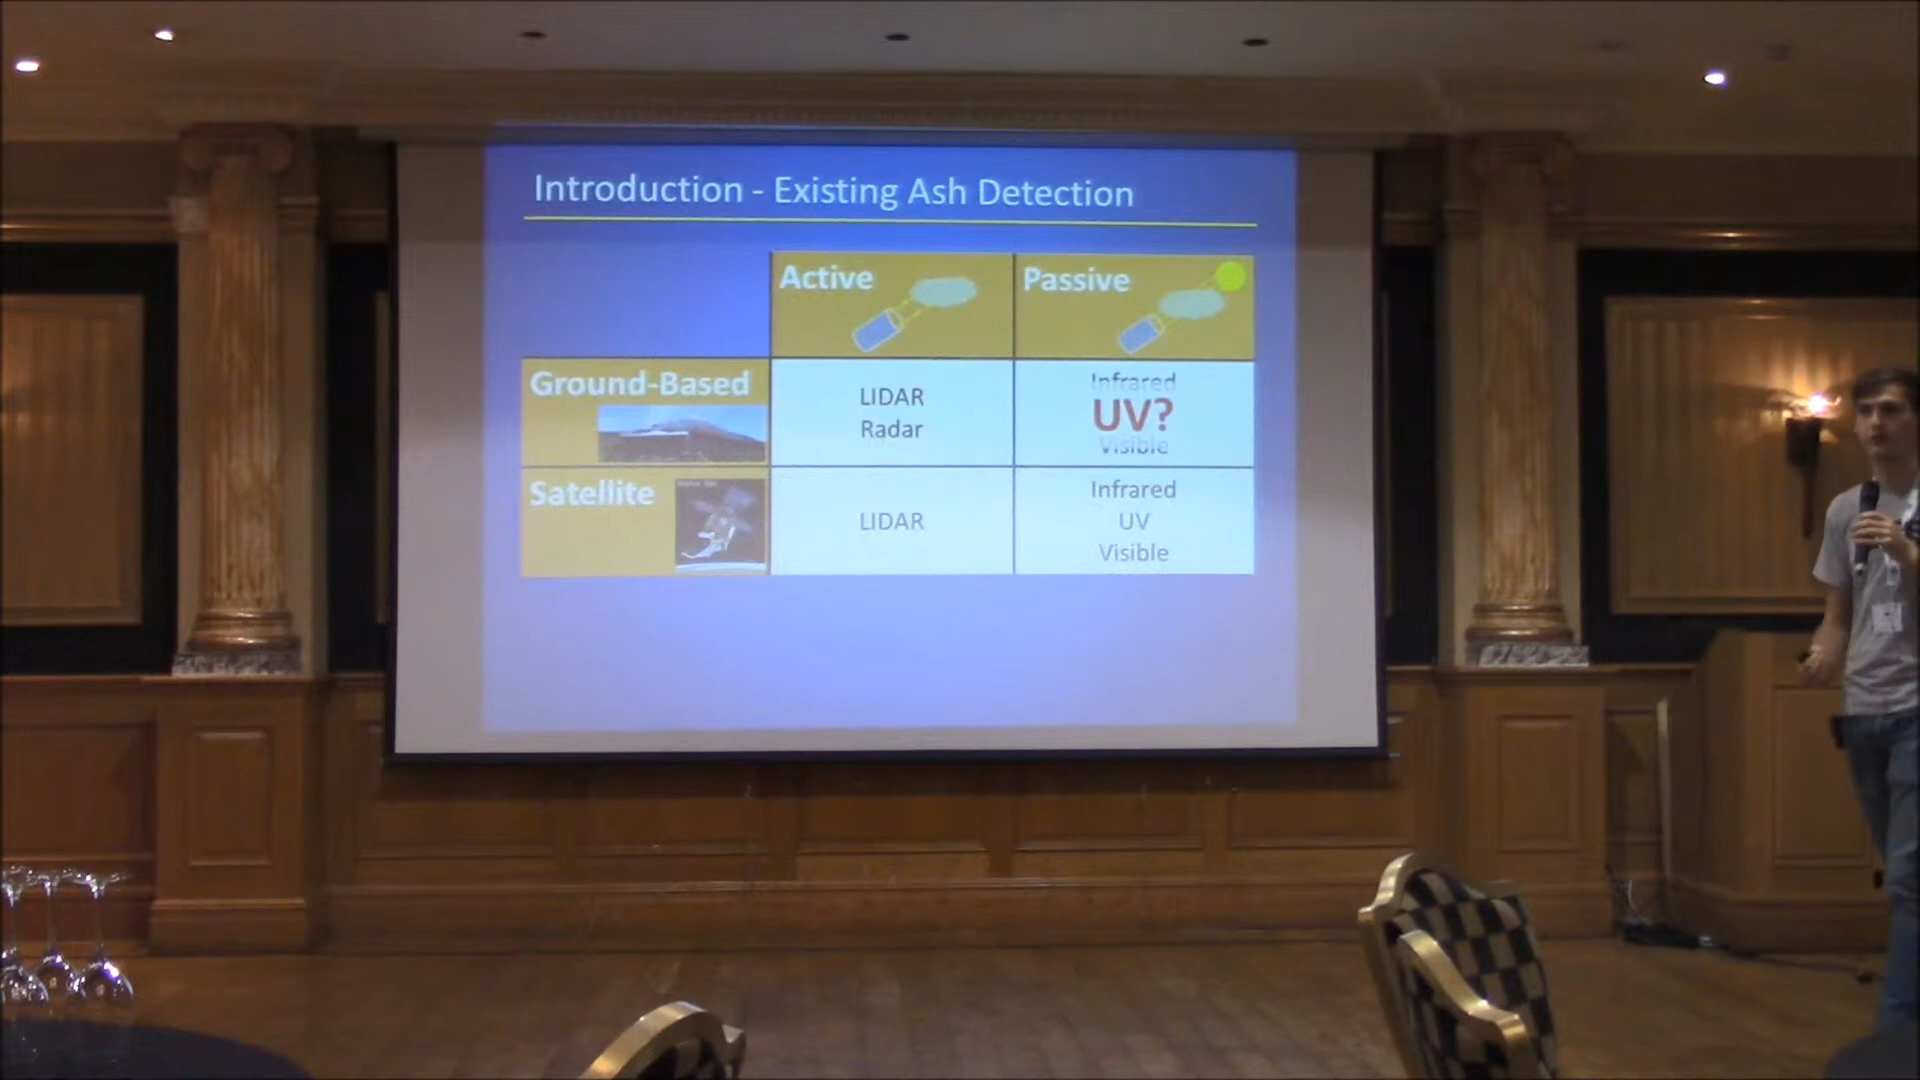 Introduction - Existing Ash Detection
Active
Passive
Ground-Based
LIDAR
Radar
Infrared
UV?
Visible
Satellite
LIDAR
Infrared
UV
Visible